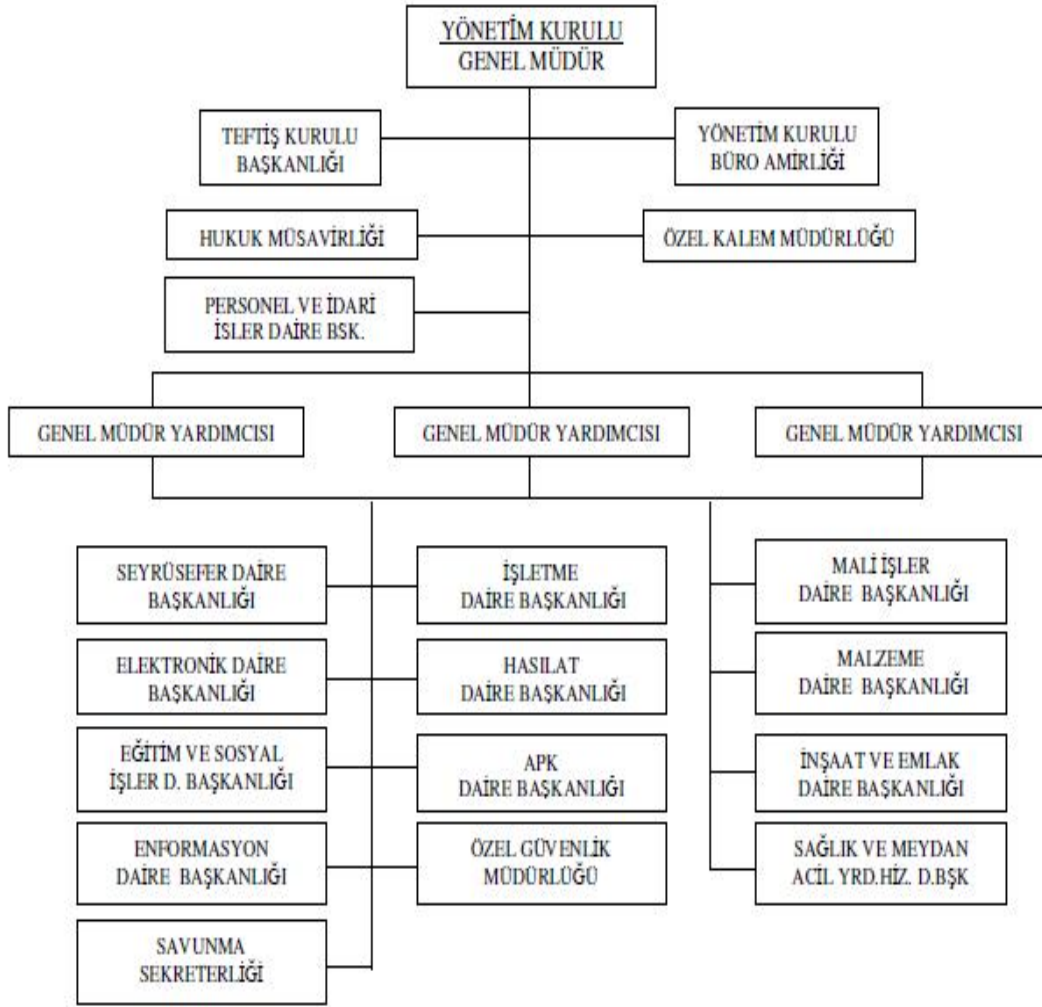 YÖNETİM KURULU
GENEL MÜDÜR
TEFTİŞ KURULU
BAŞKANLIĞI
YÖNETİM KURULU
BÜRO AMİRLİĞİ
HUKUK MÜSAVİRLİĞİ
ÖZEL KALEM MÜDÜRLÜĞÜ
PERSONEL VE İDARİ
İSLER DAİRE BSK.
GENEL MÜDÜR YARDIMCISI
GENEL MÜDÜR YARDIMCISI
GENEL MÜDÜR YARDIMCISI
SEYRÜSEFER DAİRE
BAŞKANLIĞI
İŞLETME
DAİRE BAŞKANLIĞI
MALİ İŞLER
DAİRE BAŞKANLIĞI
ELEKTRONİK DAİRE
BAŞKANLIĞI
HASILAT
DAİRE BAŞKANLIĞI
MALZEME
DAİRE BAŞKANLIĞI
EĞİTİM VE SOSYAL
İŞLER D. BAŞKANLIĞI
APK
DAİRE BAŞKANLIĞI
İNŞAAT VE EMLAK
DAİRE BAŞKANLIĞI
ENFORMASYON
DAİRE BAŞKANLIĞI
ÖZEL GÜVENLİK
MÜDÜRLÜĞÜ
SAĞLIK VE MEYDAN
ACİL YRD.HİZ. D.BŞK
SAVUNMA
SEKRETERLİĞİ